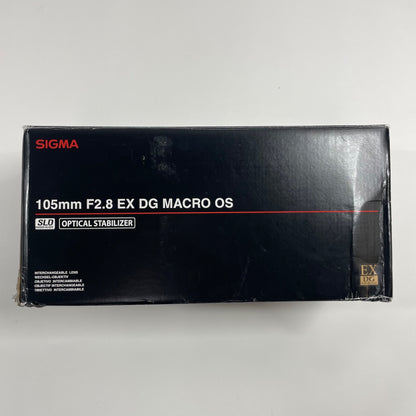 SIGMA
105mm F2.8 EX DG MACRO OS
SLD OPTICAL STABILIZER
INTERCHANGEABLE LENS
WECHSEL-OBJEKTIV
OBJETIVO INTERCAMBIABLE
OBJECTIF INTERCHANGEABLE
OBIETTIVO INTERCAMBIABILE
EX
DG